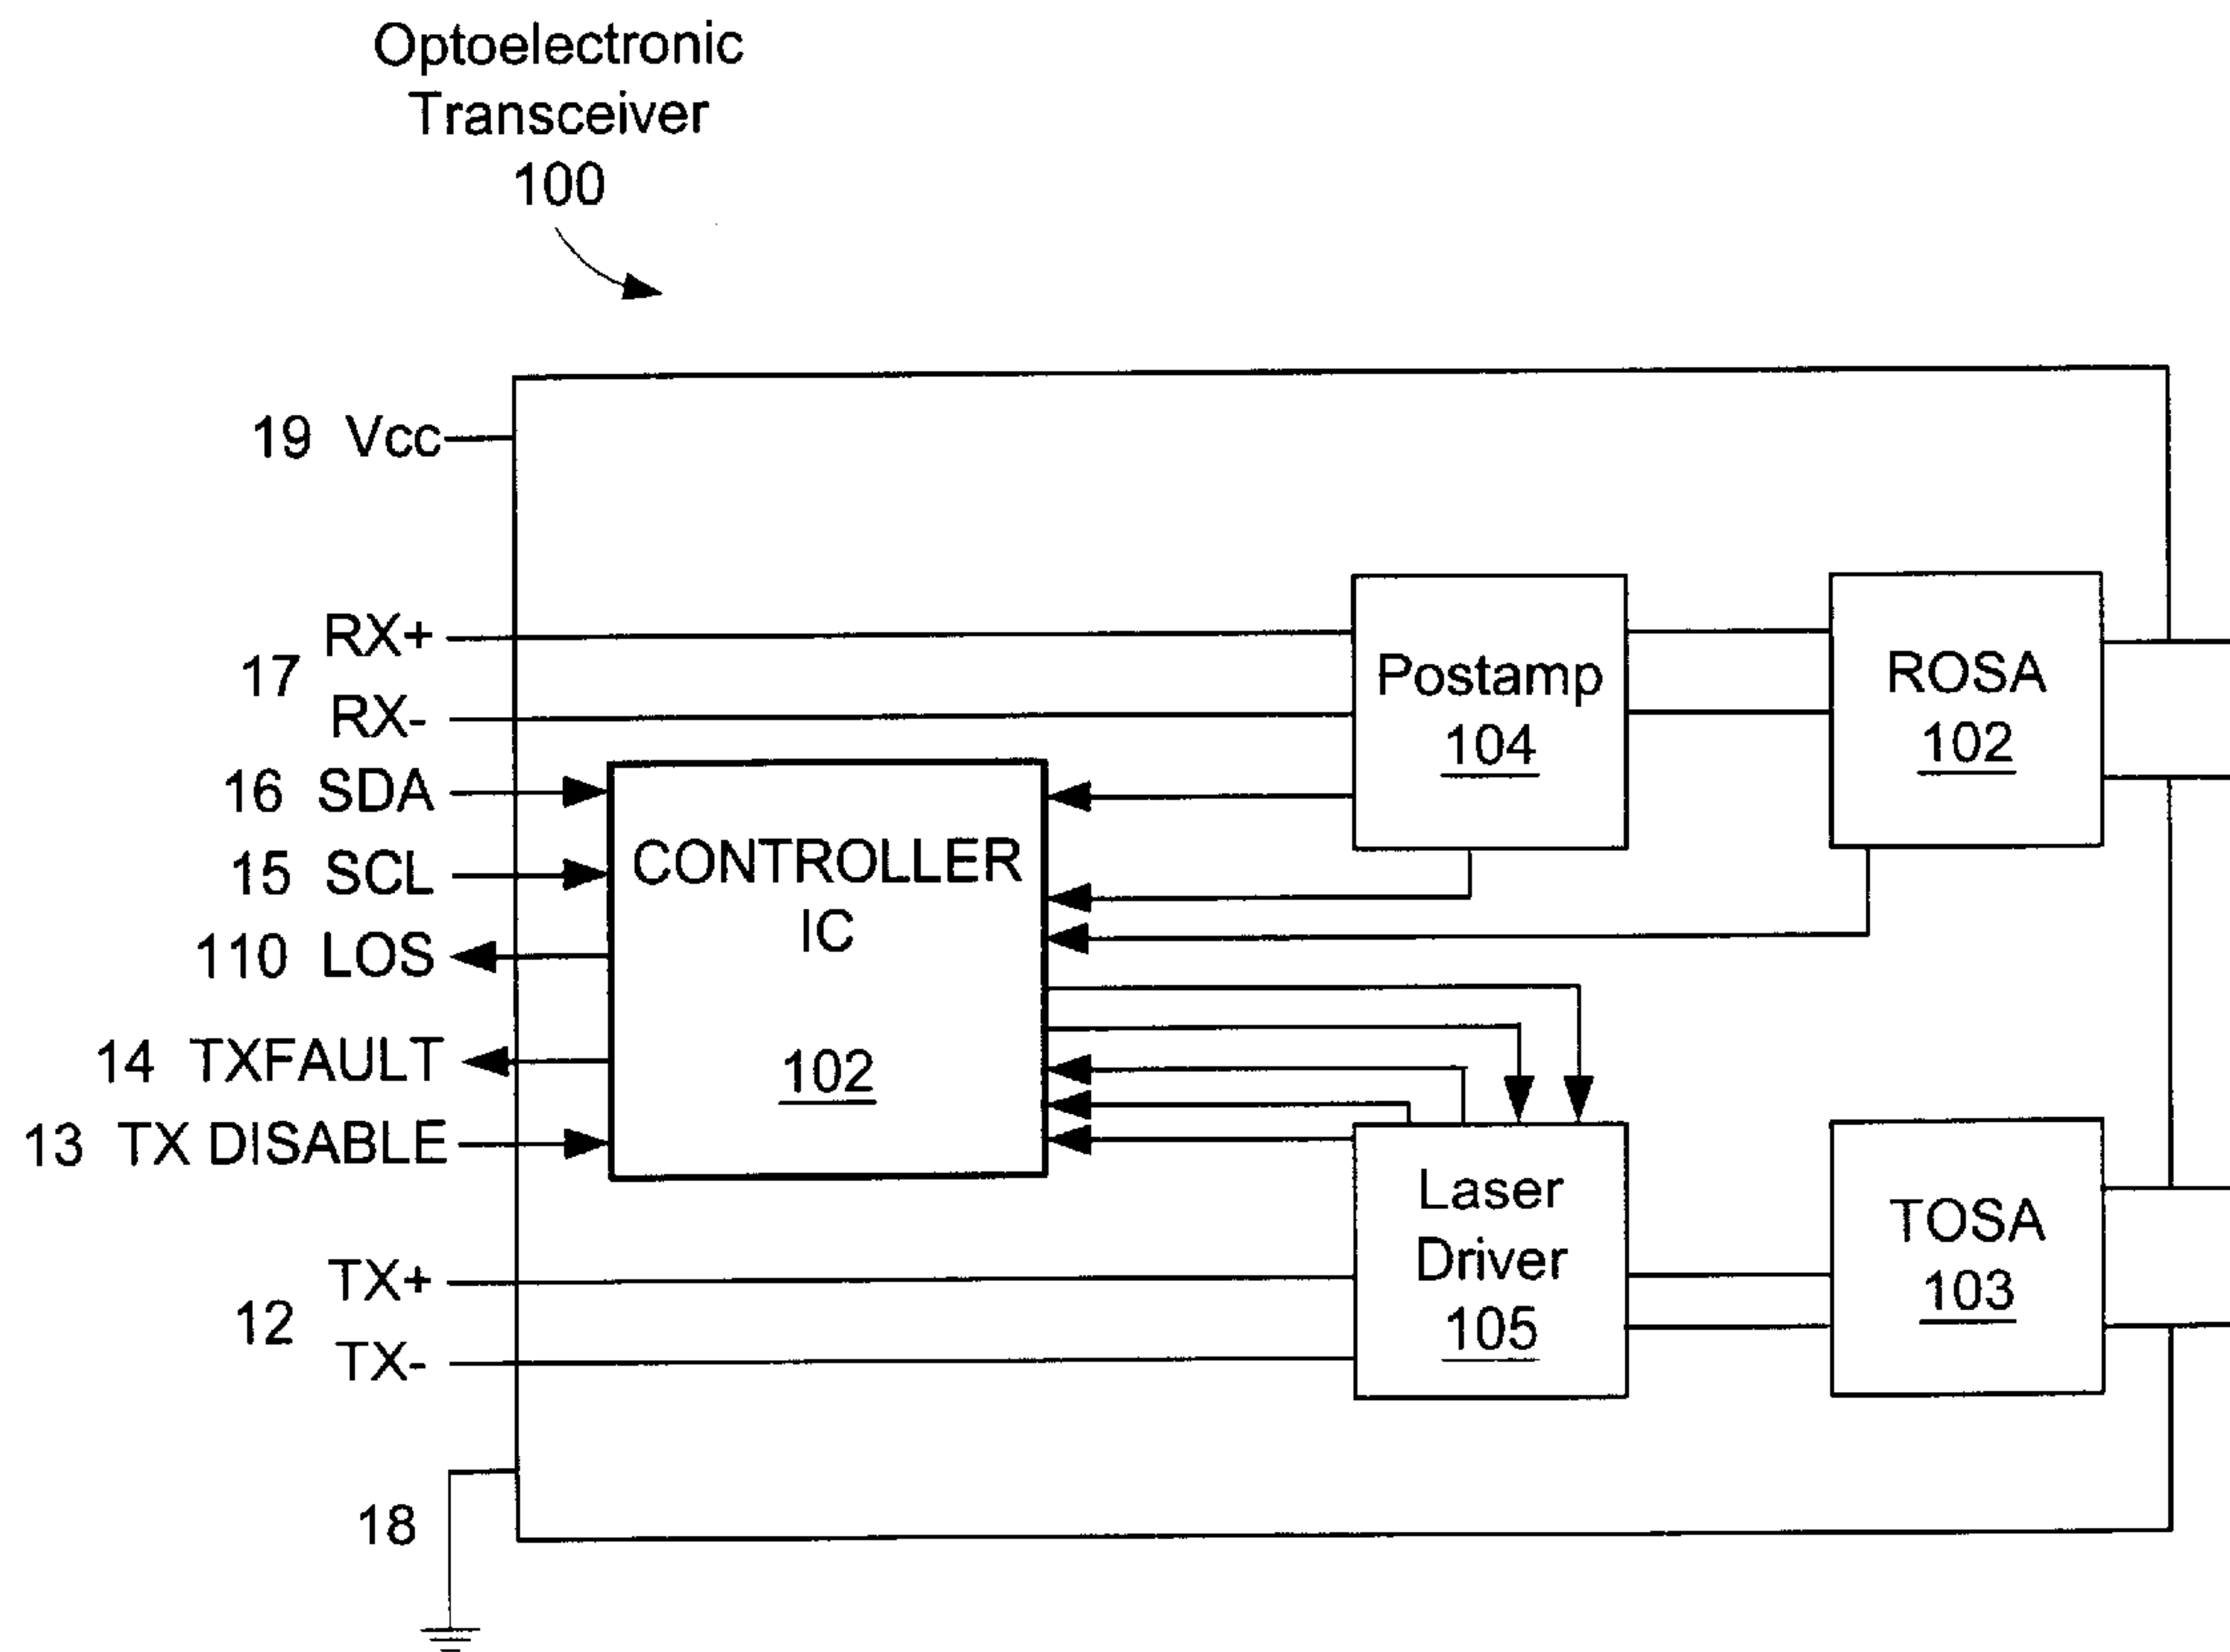 Optoelectronic
Transceiver
100
19 Vcc
RX+
17
RX-
16 SDA
15 SCL
110 LOS
14 TXFAULT
13 TX DISABLE
TX+
12
TX-
18
CONTROLLER
IC
102
Postamp
104
ROSA
102
Laser
Driver
105
TOSA
103